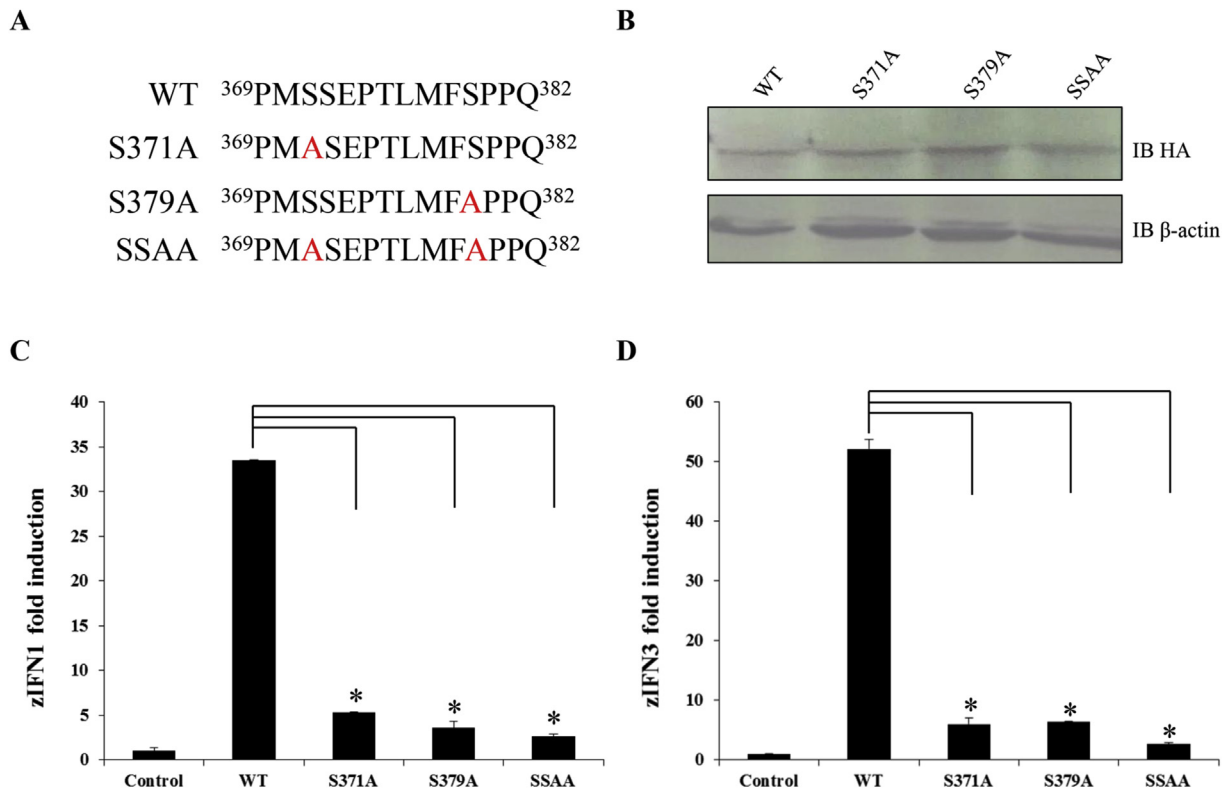 A
WT ³⁶⁹PMSSEPTLMFSPPQ³⁸²
S371A ³⁶⁹PMASEPTLMFSPPQ³⁸²
S379A ³⁶⁹PMSSEPTLMFAPPQ³⁸²
SSAA ³⁶⁹PMASEPTLMFAPPQ³⁸²
B
WT S371A S379A SSAA
IB HA
IB β-actin
C
zIFN1 fold induction
40
35
30
25
20
15
10
5
0
* * *
Control WT S371A S379A SSAA
D
zIFN3 fold induction
60
50
40
30
20
10
0
* * *
Control WT S371A S379A SSAA